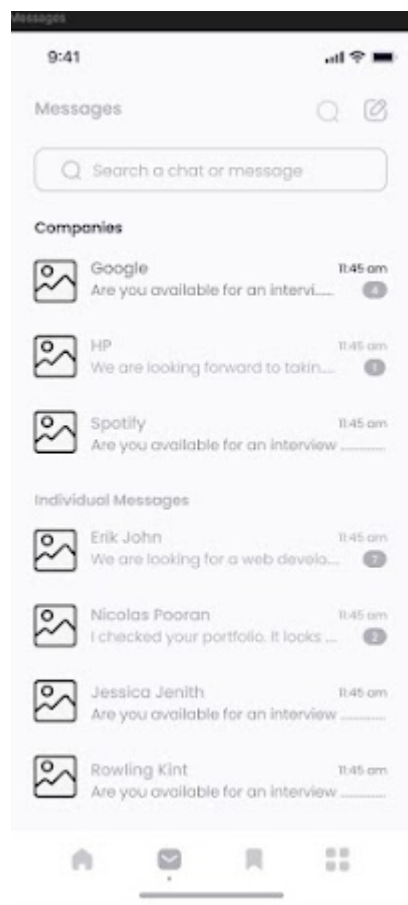 Messages
9:41
Messages
Search a chat or message
Companies
Google 11:45 am
Are you available for an intervi..... 4
HP 11:45 am
We are looking forward to takin.... 1
Spotify 11:45 am
Are you available for an interview ............
Individual Messages
Erik John 11:45 am
We are looking for a web develo... 2
Nicolas Pooran 11:45 am
I checked your portfolio. It looks ... 2
Jessica Jenith 11:45 am
Are you available for an interview ............
Rowling Kint 11:45 am
Are you available for an interview ............